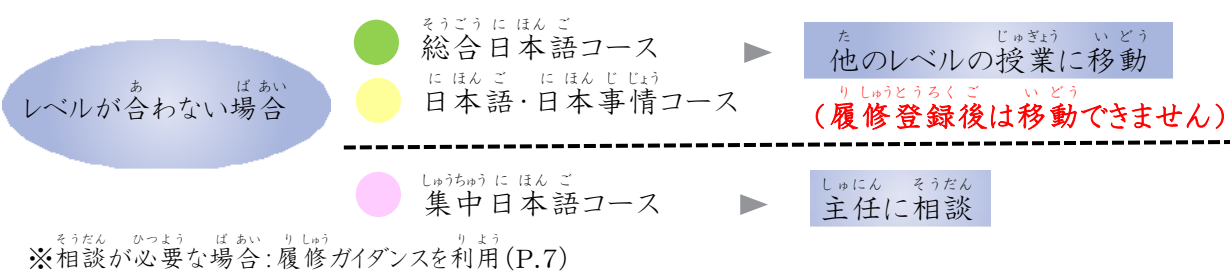 レベルが合わない場合
総合日本語コース
日本語・日本事情コース
他のレベルの授業に移動
(履修登録後は移動できません)
集中日本語コース
主任に相談
※相談が必要な場合:履修ガイダンスを利用(P.7)